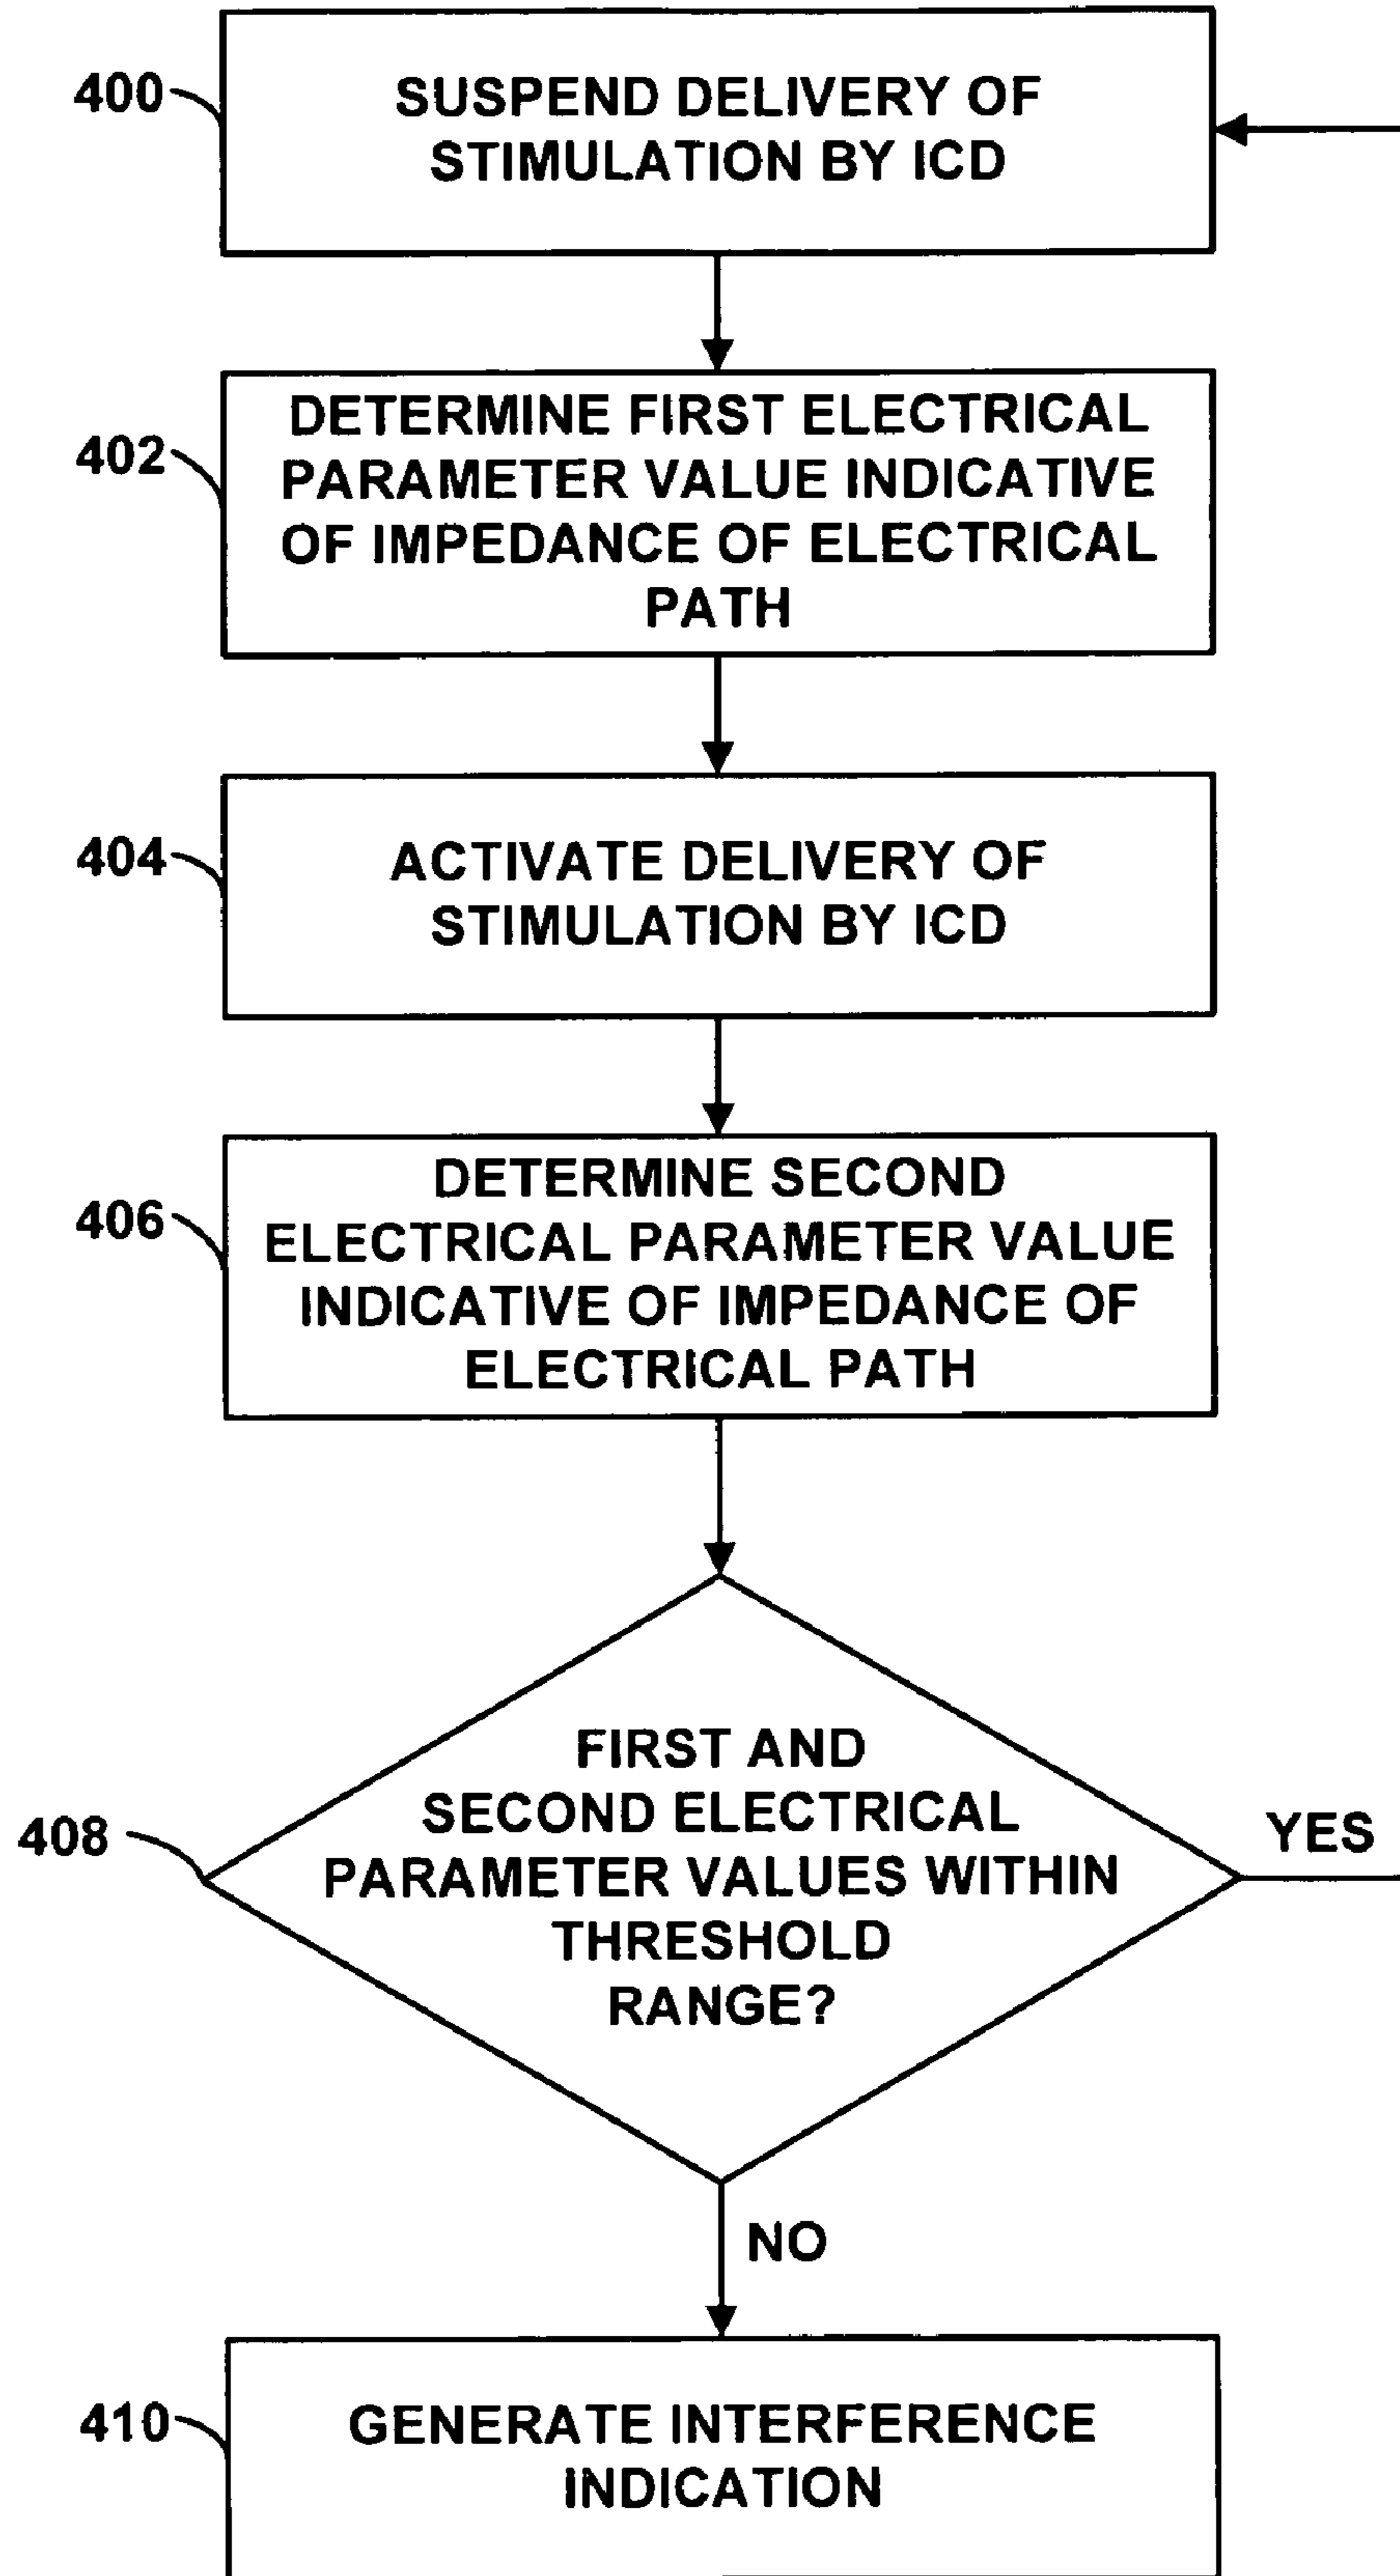 400
SUSPEND DELIVERY OF
STIMULATION BY ICD
402
DETERMINE FIRST ELECTRICAL
PARAMETER VALUE INDICATIVE
OF IMPEDANCE OF ELECTRICAL
PATH
404
ACTIVATE DELIVERY OF
STIMULATION BY ICD
406
DETERMINE SECOND
ELECTRICAL PARAMETER VALUE
INDICATIVE OF IMPEDANCE OF
ELECTRICAL PATH
408
FIRST AND
SECOND ELECTRICAL
PARAMETER VALUES WITHIN
THRESHOLD
RANGE?
YES
NO
410
GENERATE INTERFERENCE
INDICATION